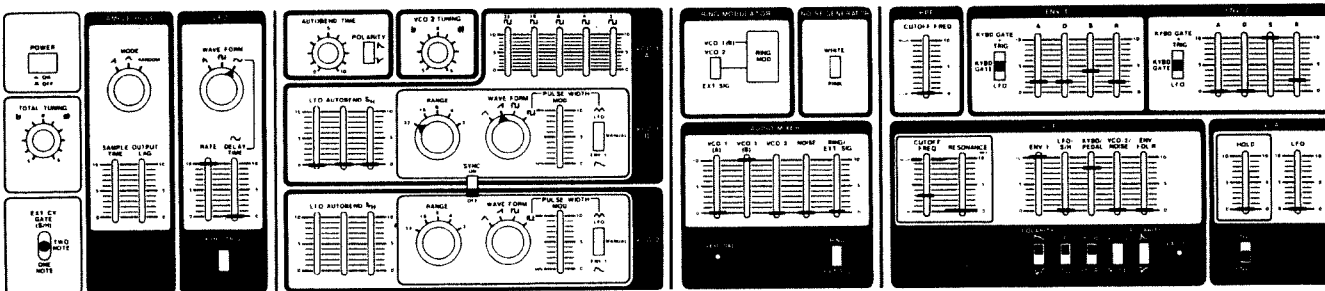 POWER
▲ ON
■ OFF
TOTAL TUNING
EXT CV
GATE
(S/H)
TWO
NOTE
ONE
NOTE
MODE
RANDOM
SAMPLE
TIME
OUTPUT
LAG
WAVE FORM
RATE
DELAY
TIME
AUTOBEND TIME
POLARITY
VCO 2 TUNING
LFO AUTOBEND S/H
RANGE
WAVE FORM
PULSE WIDTH
MOD
LFO
MANUAL
ENV 1
SYNC
ON
OFF
LFO AUTOBEND S/H
RANGE
WAVE FORM
PULSE WIDTH
MOD
LFO
MANUAL
ENV 1
RING MODULATOR
VCO 1 (B)
VCO 2
RING
MOD
EXT SIG
NOISE GENERATOR
WHITE
PINK
AUDIO MIXER
VCO 1
(A)
VCO 1
(B)
VCO 2
NOISE
RING/
EXT SIG
HPF
CUTOFF FREQ
ENV 1
KYBD GATE
+
TRIG
KYBD
GATE
LFO
A D S R
KYBD GATE
+
TRIG
KYBD
GATE
LFO
A D S R
CUTOFF
FREQ
RESONANCE
ENV 1
LFO/
S/H
KYBD/
PEDAL
VCO 2/
NOISE
ENV
FOL R
POLARITY
HOLD
LFO